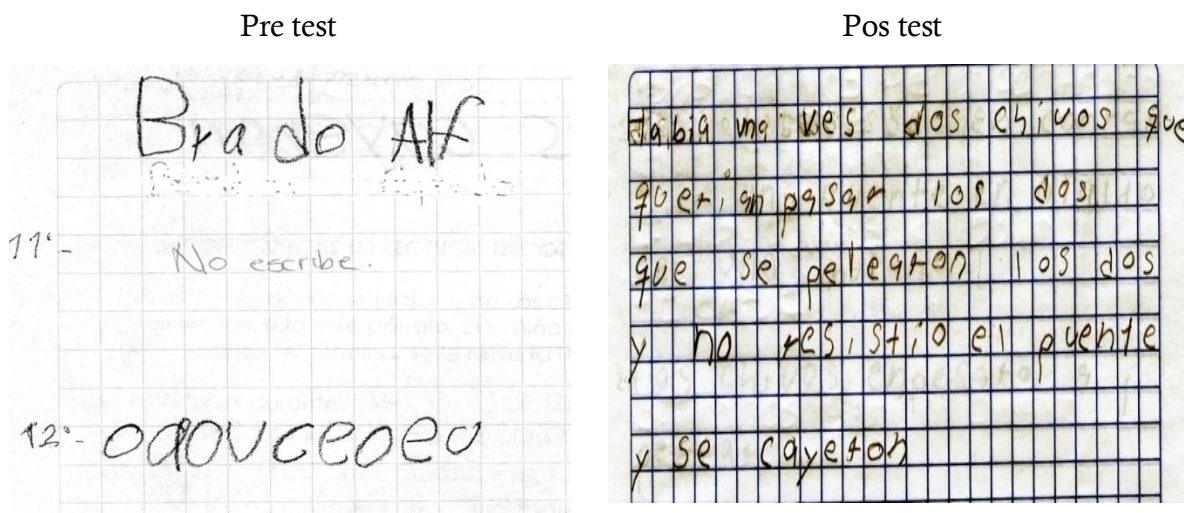 Pre test
Brado Alf
11.-
No escribe.
12.- odovceoeo
Pos test
Habia una ves dos chivos que
querian pasar los dos
que se pelearon los dos
y no resistio el puente
y se cayeron